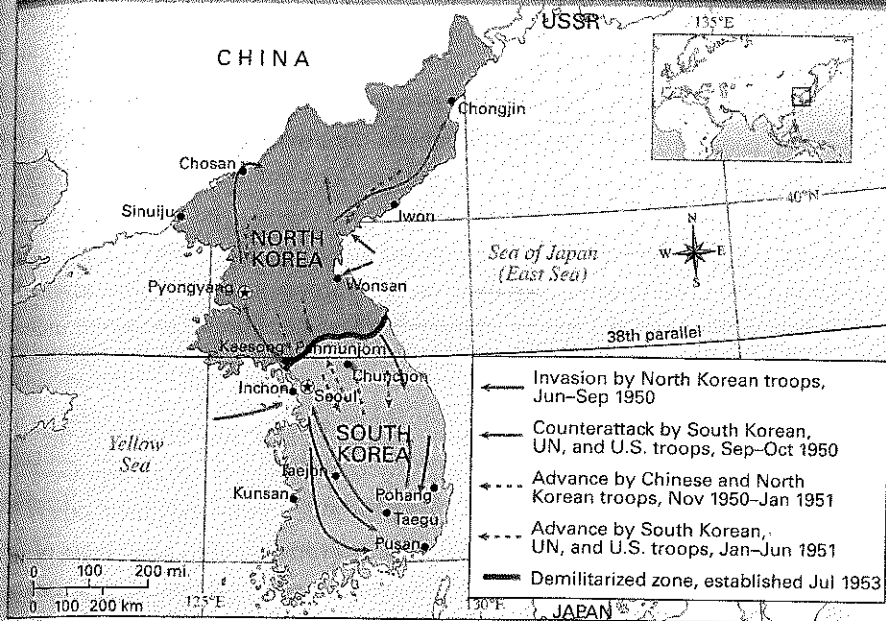 USSR
135°E
CHINA
Chongjin
Chosan
Sinuiju
Iwon
40°N
NORTH
KOREA
Sea of Japan
(East Sea)
N
W E
S
Pyongyang
Wonsan
38th parallel
Kaesong Panmunjom
Chunchon
Inchon
Seoul
SOUTH
KOREA
Yellow
Sea
Taejon
Kunsan
Pohang
Taegu
Pusan
Invasion by North Korean troops,
Jun–Sep 1950
Counterattack by South Korean,
UN, and U.S. troops, Sep–Oct 1950
Advance by Chinese and North
Korean troops, Nov 1950–Jan 1951
Advance by South Korean,
UN, and U.S. troops, Jan–Jun 1951
Demilitarized zone, established Jul 1953
0 100 200 mi.
0 100 200 km
125°E
130°E
JAPAN